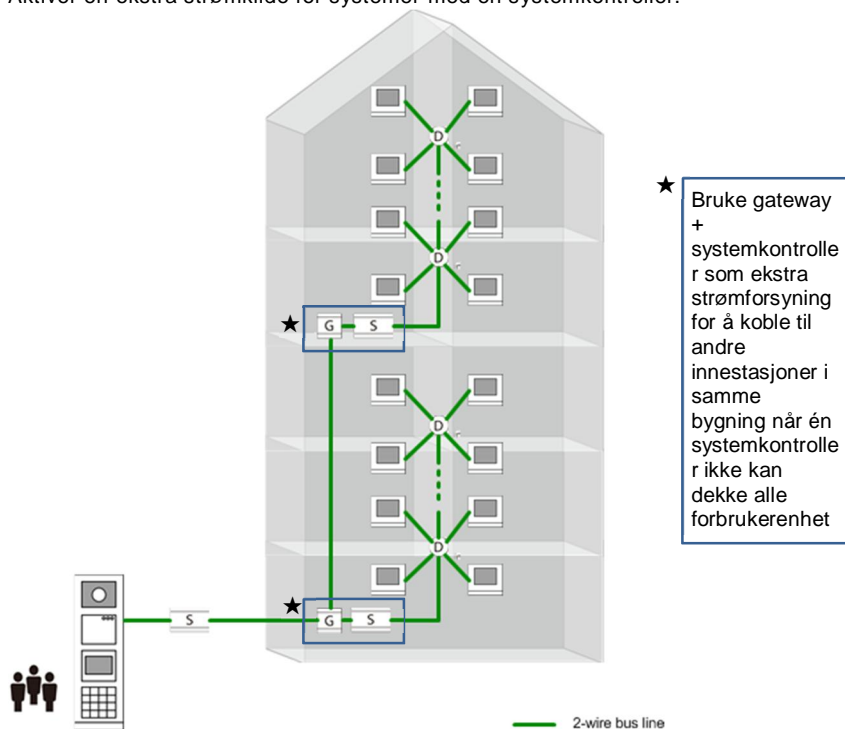 Aktiver en ekstra strømkilde for systemer med en systemkontroller.
D
★
Bruke gateway
+
systemkontrolle
r som ekstra
strømforsyning
for å koble til
andre
innestasjoner i
samme
bygning når én
systemkontrolle
r ikke kan
dekke alle
forbrukerenhet
D
★ G S
D
D
★ G S
S
2-wire bus line